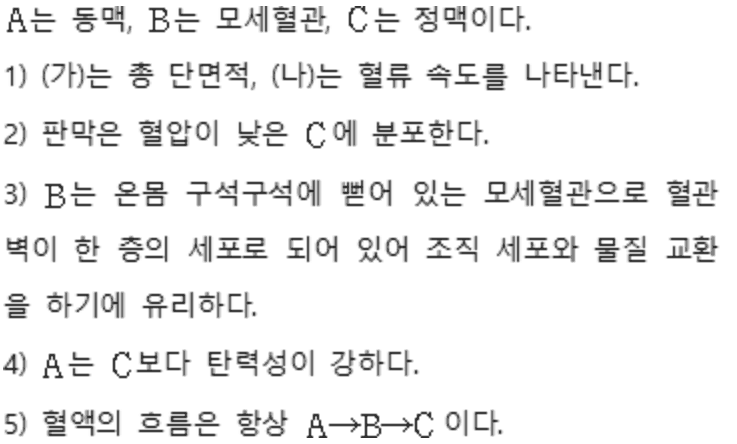 A는 동맥, B는 모세혈관, C는 정맥이다.
1) (가)는 총 단면적, (나)는 혈류 속도를 나타낸다.
2) 판막은 혈압이 낮은 C에 분포한다.
3) B는 온몸 구석구석에 뻗어 있는 모세혈관으로 혈관
벽이 한 층의 세포로 되어 있어 조직 세포와 물질 교환
을 하기에 유리하다.
4) A는 C보다 탄력성이 강하다.
5) 혈액의 흐름은 항상 A→B→C 이다.